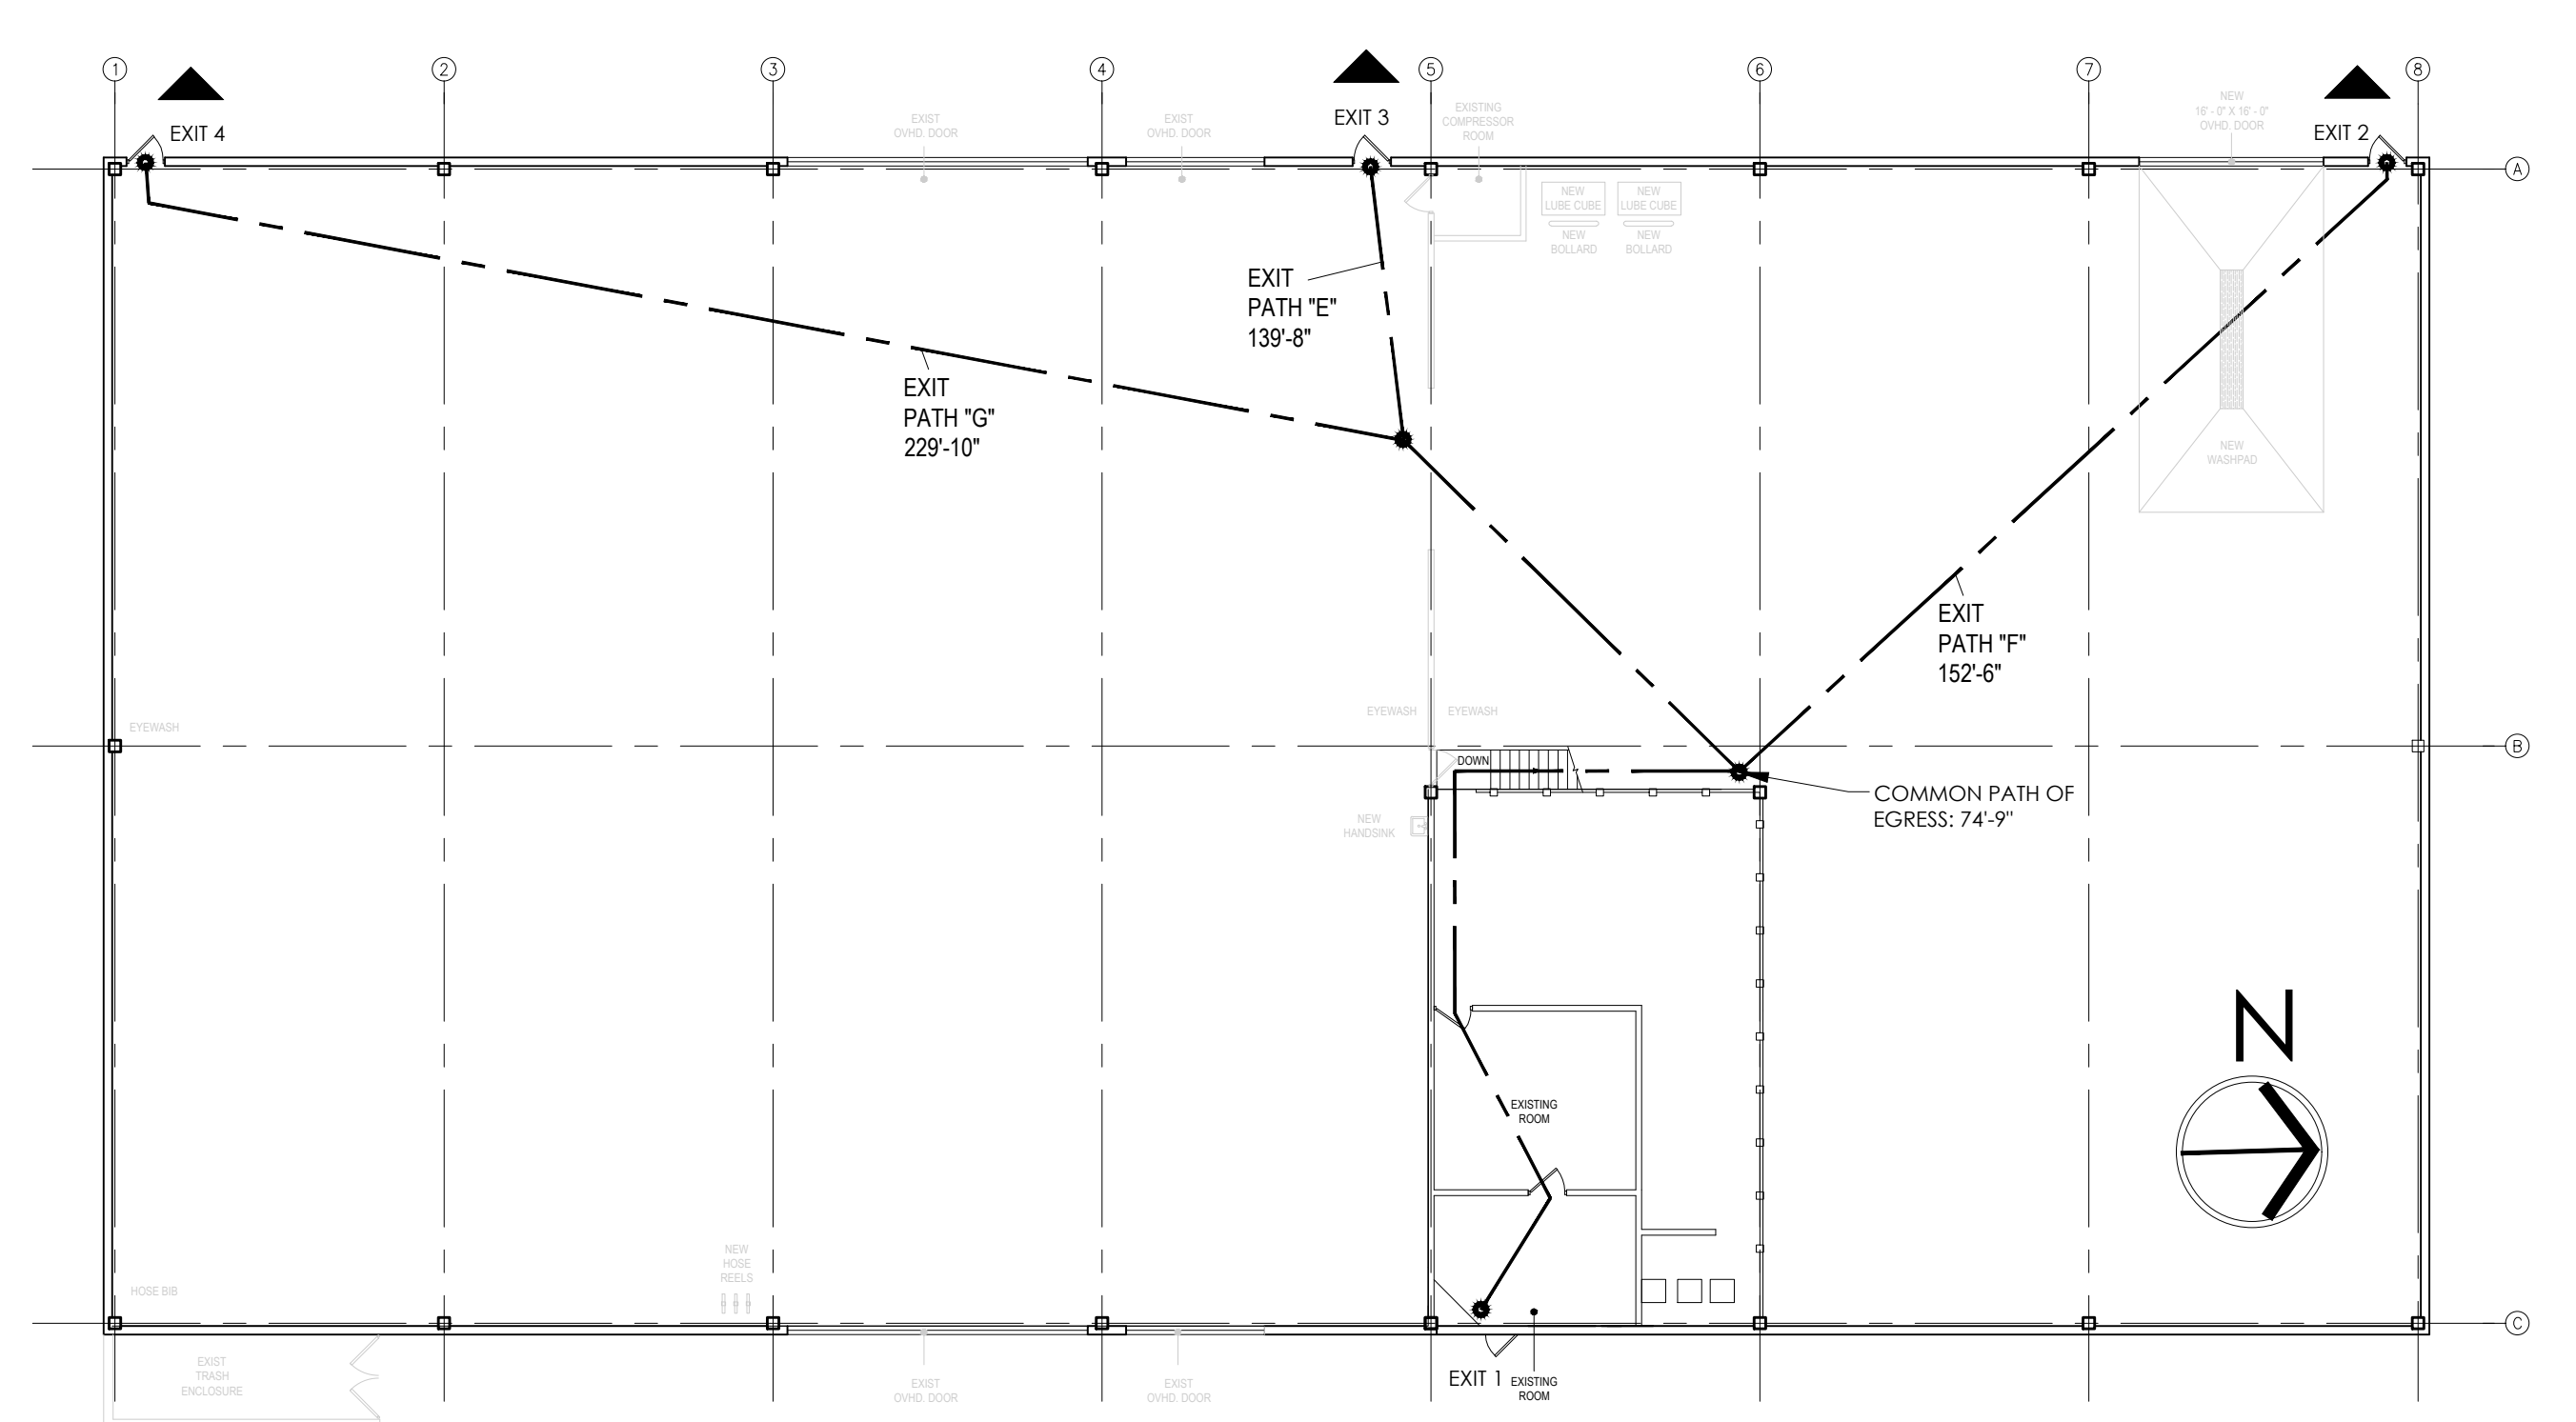 1
2
3
4
5
6
7
8
EXIT 4
EXIST
OVHD. DOOR
EXIST
OVHD. DOOR
EXIT 3
EXISTING
COMPRESSOR
ROOM
NEW
16' - 0" X 16' - 0"
OVHD. DOOR
EXIT 2
A
NEW
LUBE CUBE
NEW
LUBE CUBE
NEW
BOLLARD
NEW
BOLLARD
EXIT
PATH "E"
139'-8"
EXIT
PATH "G"
229'-10"
NEW
WASHPAD
EXIT
PATH "F"
152'-6"
EYEWASH
EYEWASH
EYEWASH
B
DOWN
COMMON PATH OF
EGRESS: 74'-9"
NEW
HANDSINK
N
EXISTING
ROOM
NEW
HOSE
REELS
HOSE BIB
C
EXIST
TRASH
ENCLOSURE
EXIST
OVHD. DOOR
EXIST
OVHD. DOOR
EXIT 1
EXISTING
ROOM